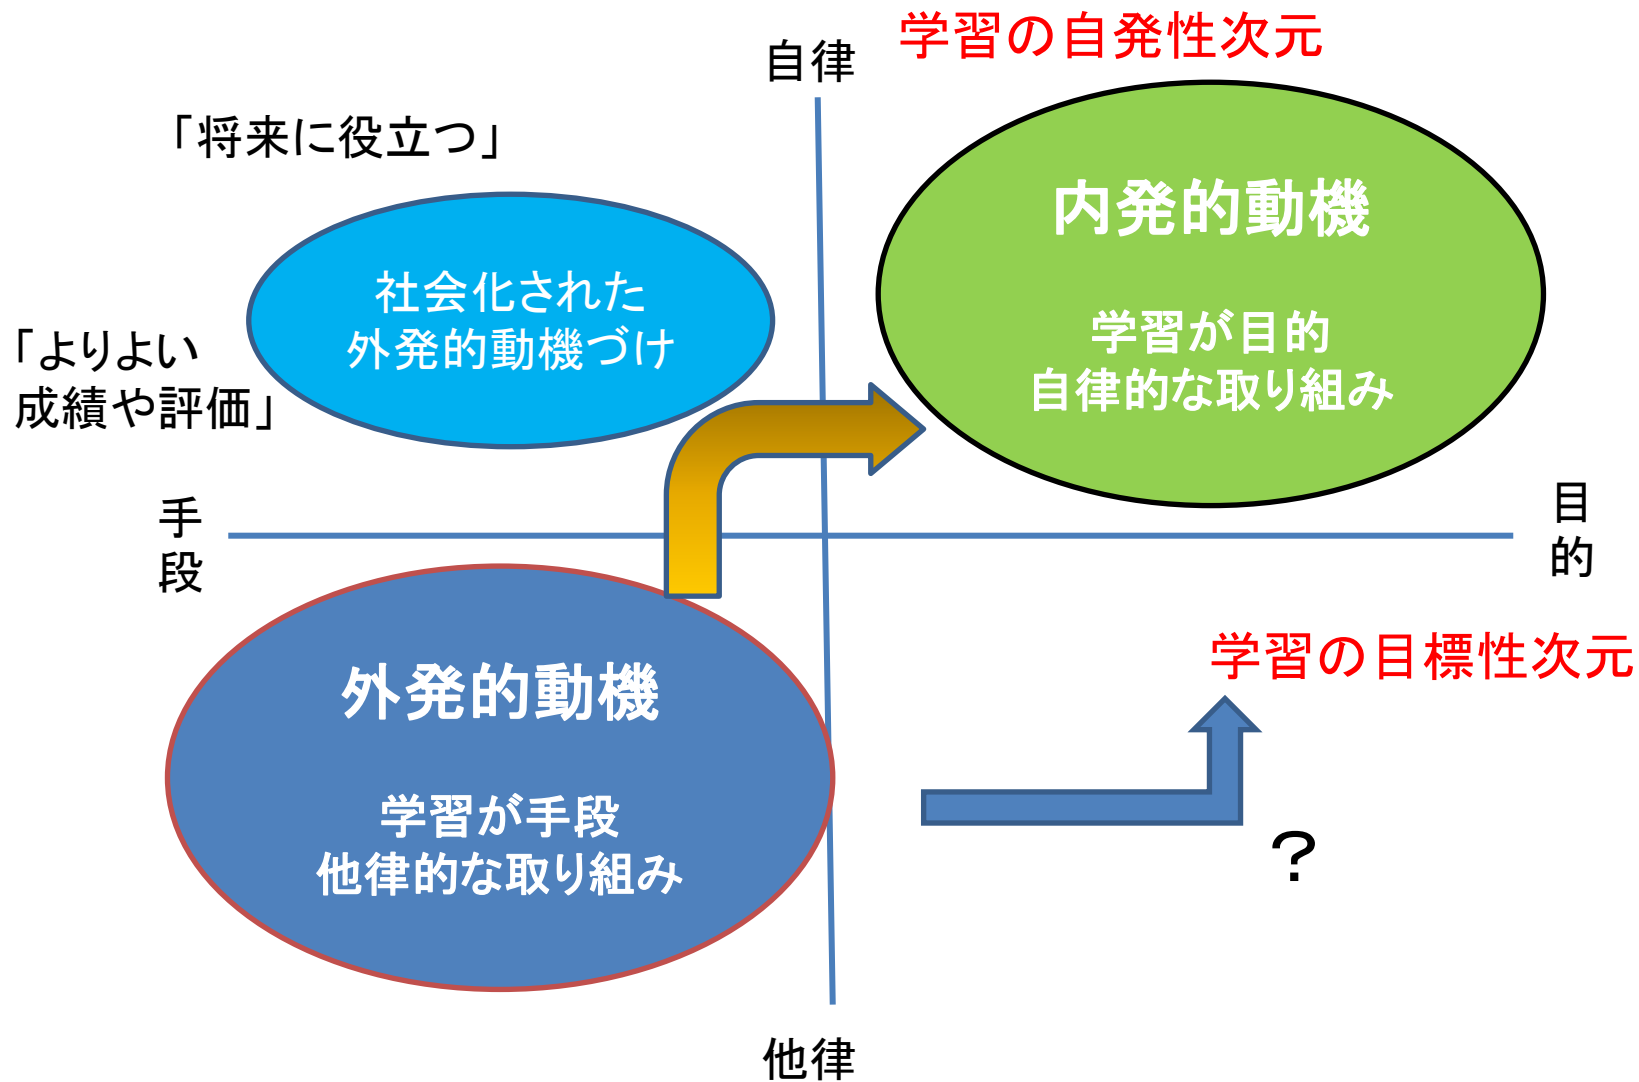 学習の自発性次元
自律
「将来に役立つ」
内発的動機
社会化された
外発的動機づけ
学習が目的
自律的な取り組み
「よりよい
成績や評価」
手
段
目
的
学習の目標性次元
外発的動機
学習が手段
他律的な取り組み
？
他律